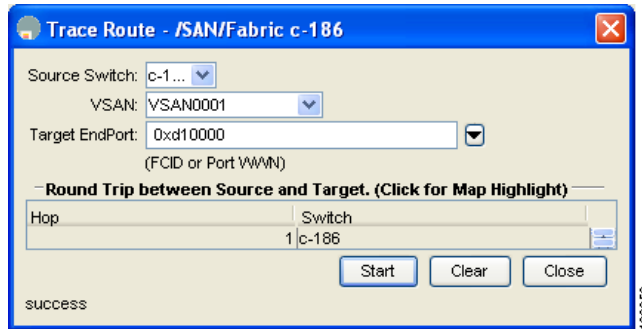 Trace Route - /SAN/Fabric c-186
Source Switch: c-1...
VSAN: VSAN0001
Target EndPort: 0xd10000
(FCID or Port WWN)
Round Trip between Source and Target. (Click for Map Highlight)
Hop Switch
1 c-186
Start Clear Close
success